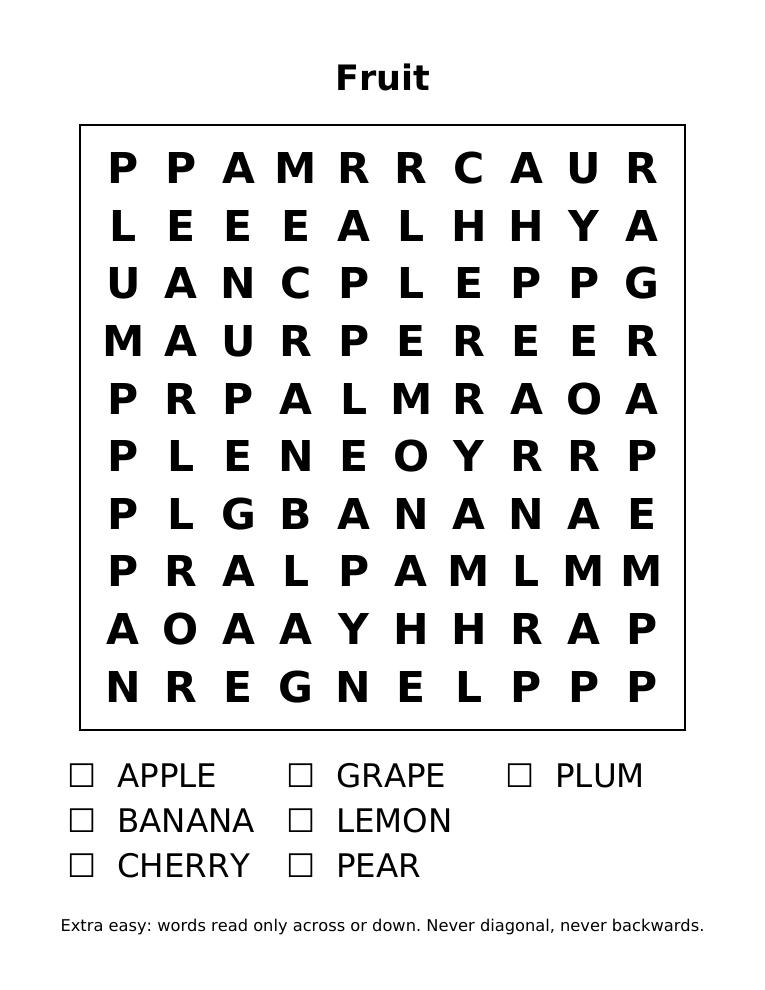 Fruit
P P A M R R C A U R
L E E E A L H H Y A
U A N C P L E P P G
M A U R P E R E E R
P R P A L M R A O A
P L E N E O Y R R P
P L G B A N A N A E
P R A L P A M L M M
A O A A Y H H R A P
N R E G N E L P P P
☐ APPLE ☐ GRAPE ☐ PLUM
☐ BANANA ☐ LEMON
☐ CHERRY ☐ PEAR
Extra easy: words read only across or down. Never diagonal, never backwards.